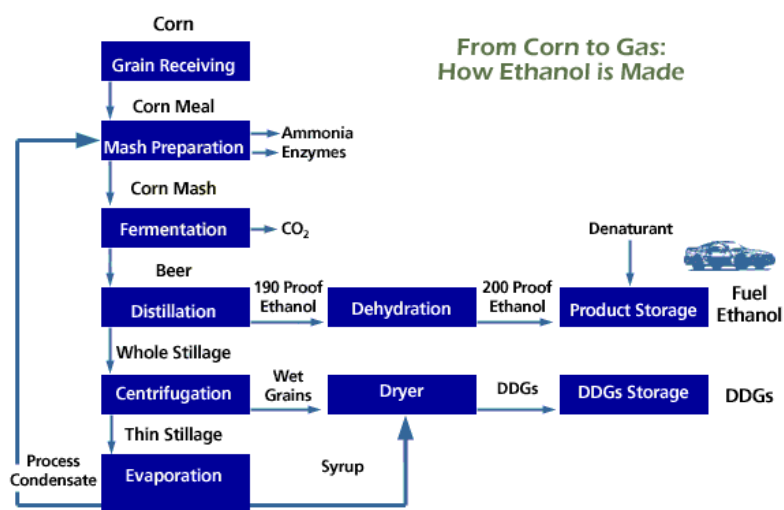 Corn
From Corn to Gas:
How Ethanol is Made
Grain Receiving
Corn Meal
Mash Preparation
Ammonia
Enzymes
Corn Mash
Fermentation
CO₂
Denaturant
Beer
190 Proof
Ethanol
200 Proof
Ethanol
Distillation
Dehydration
Product Storage
Fuel
Ethanol
Whole Stillage
Centrifugation
Wet
Grains
Dryer
DDGs
DDGs Storage
DDGs
Thin Stillage
Process
Condensate
Evaporation
Syrup